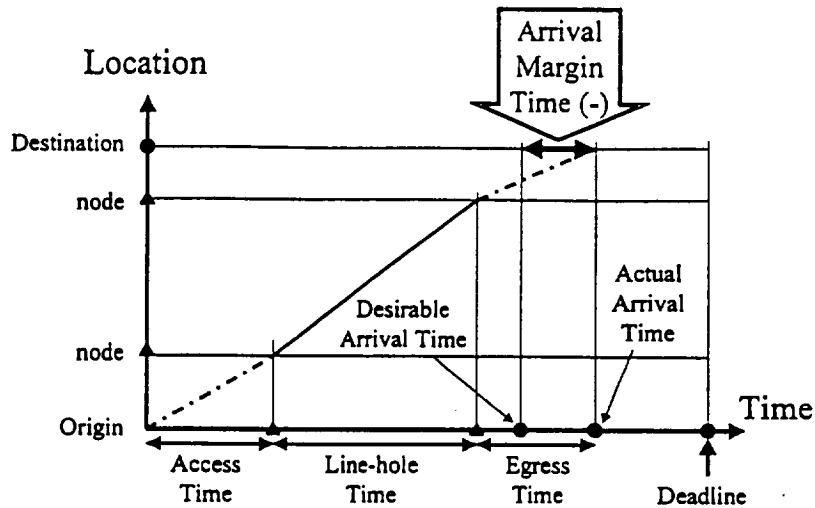 Arrival
Margin
Time (-)
Location
Destination
node
Actual
Arrival
Time
Desirable
Arrival Time
node
Origin
Time
Access
Time
Line-hole
Time
Egress
Time
Deadline